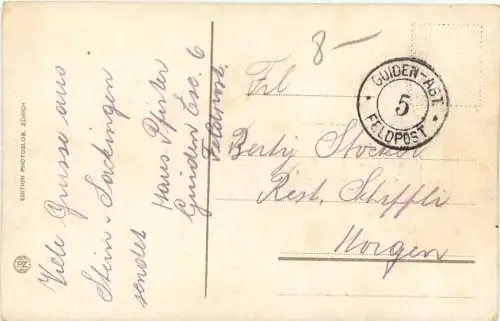 EDITION PHOTOGLOB, ZÜRICH
Viele Grüsse aus
Stein-Säckingen
sendet
Hans Pfister
Guiden Esc. 6
Feldpost.
8 —
GUIDEN-ABT.
5
FELDPOST
Frl
Berty Stocker
Rest. Schiffli
Horgen